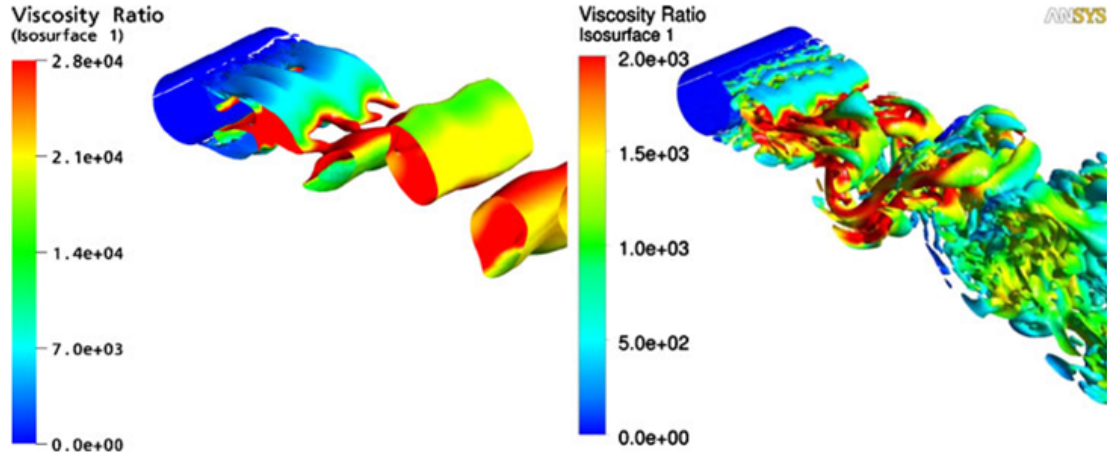 Viscosity Ratio
(Isosurface 1)
2.8e+04
2.1e+04
1.4e+04
7.0e+03
0.0e+00
Viscosity Ratio
Isosurface 1
2.0e+03
1.5e+03
1.0e+03
5.0e+02
0.0e+00
ANSYS